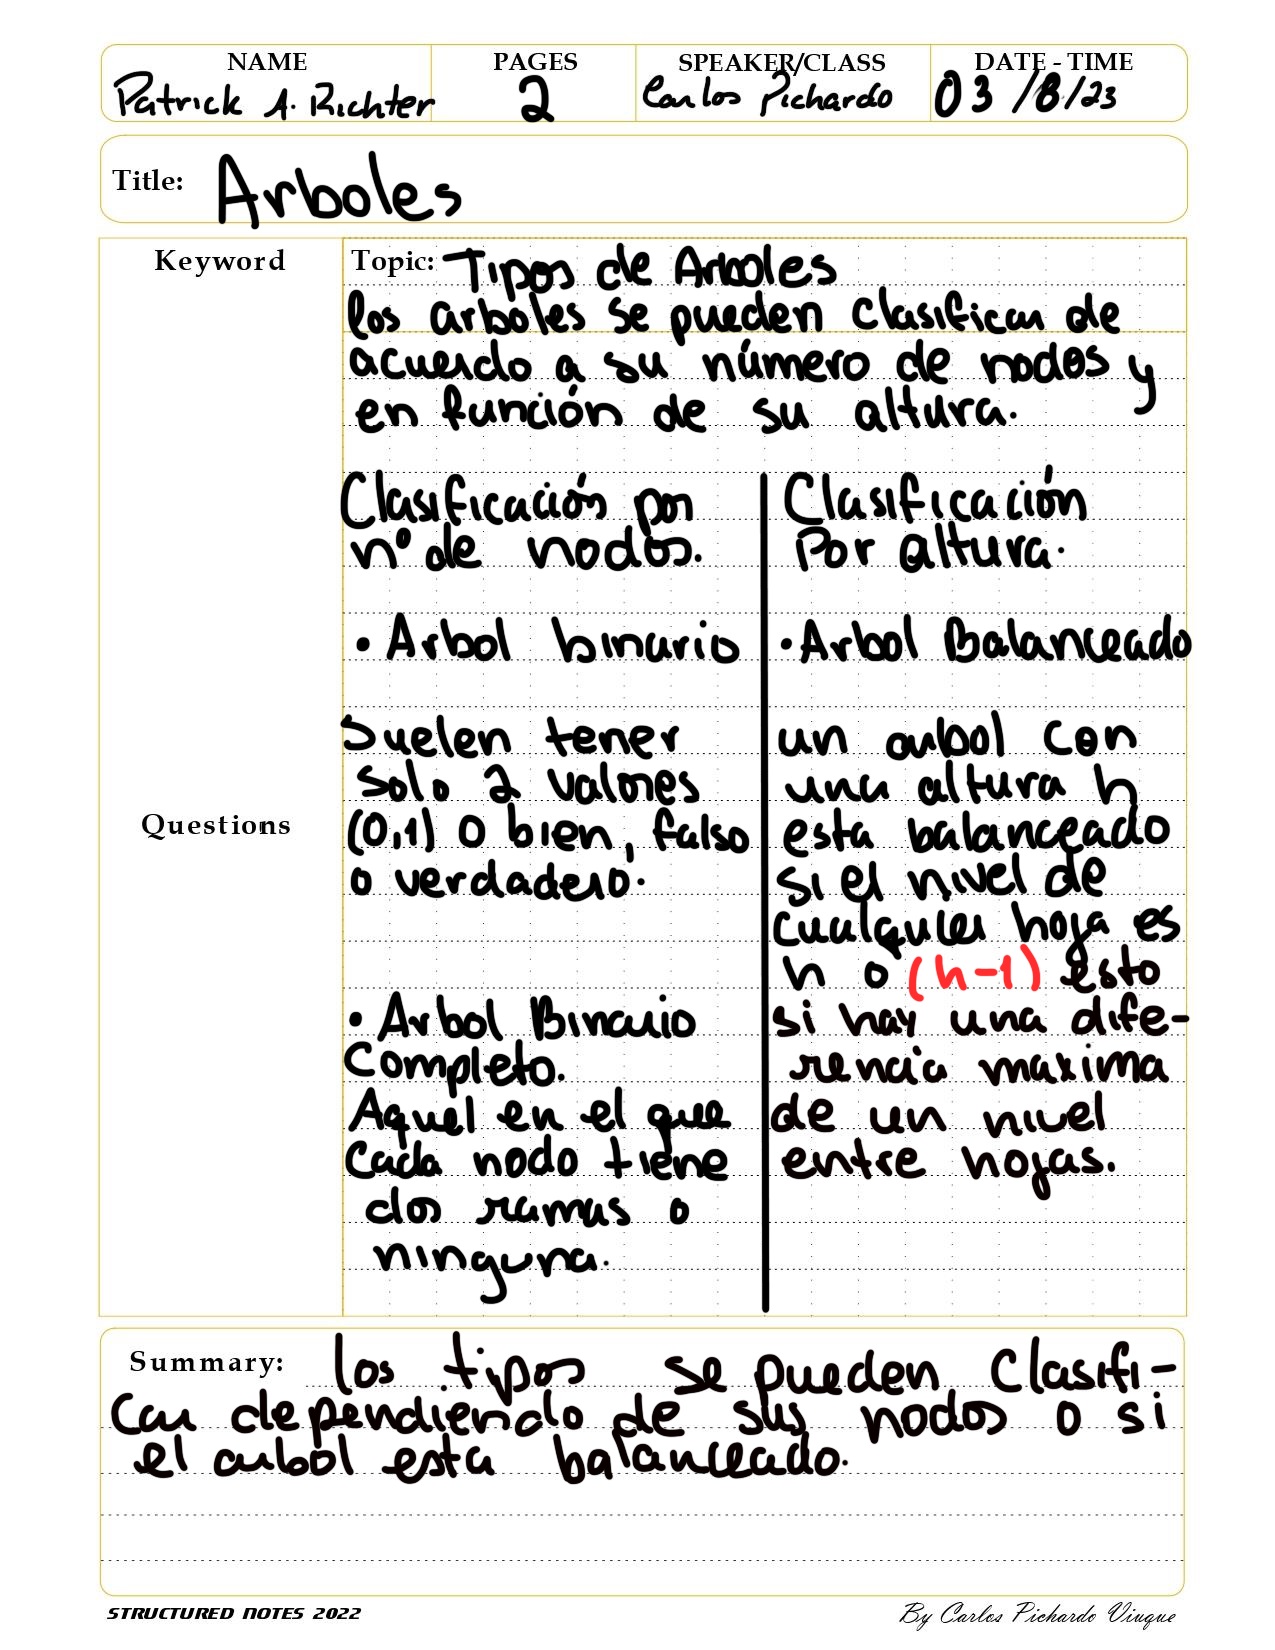 NAME PAGES SPEAKER/CLASS DATE - TIME
Patrick A. Richter 2 Carlos Pichardo 03/8/23
Title: Arboles
Keyword
Topic: Tipos de Arboles
los arboles se pueden clasificar de
acuerdo a su número de nodos y
en función de su altura.
Clasificación por
nº de nodos.
• Arbol binario
Suelen tener
solo 2 valores
(0,1) o bien, falso
o verdadero.
• Arbol Binario
Completo.
Aquel en el que
Cada nodo tiene
dos ramas o
ninguna.
Clasificación
Por altura.
• Arbol Balanceado
un arbol con
una altura h
esta balanceado
si el nivel de
cualquier hoja es
h o (h-1) esto
si hay una dife-
rencia maxima
de un nivel
entre hojas.
Questions
Summary: los tipos se pueden Clasifi-
Car dependiendo de sus nodos o si
el arbol esta balanceado.
STRUCTURED NOTES 2022
By Carlos Pichardo Viuque